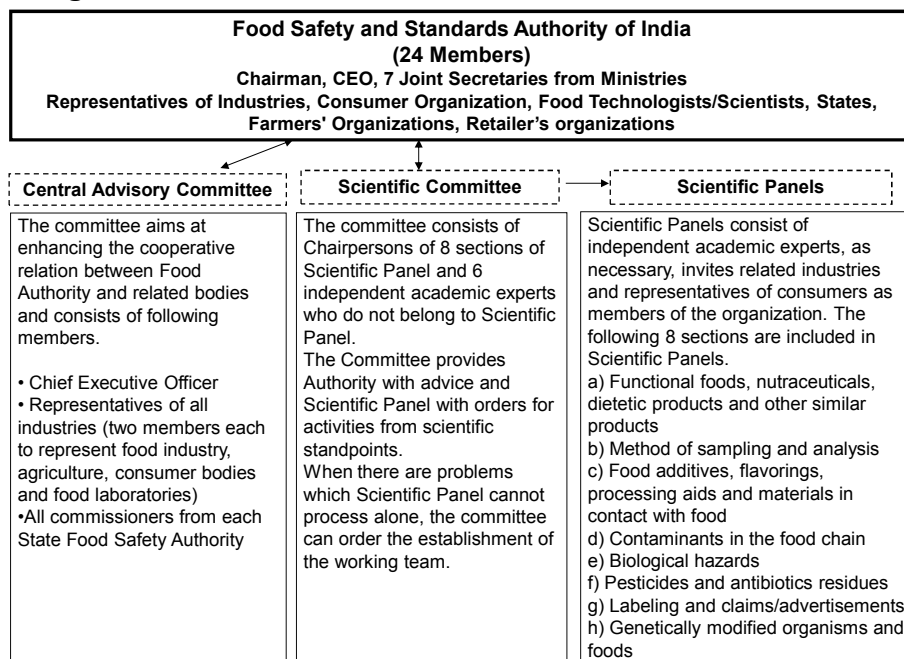 Food Safety and Standards Authority of India
(24 Members)
Chairman, CEO, 7 Joint Secretaries from Ministries
Representatives of Industries, Consumer Organization, Food Technologists/Scientists, States,
Farmers' Organizations, Retailer's organizations
Central Advisory Committee
The committee aims at
enhancing the cooperative
relation between Food
Authority and related bodies
and consists of following
members.
• Chief Executive Officer
• Representatives of all
industries (two members each
to represent food industry,
agriculture, consumer bodies
and food laboratories)
•All commissioners from each
State Food Safety Authority
Scientific Committee
The committee consists of
Chairpersons of 8 sections of
Scientific Panel and 6
independent academic experts
who do not belong to Scientific
Panel.
The Committee provides
Authority with advice and
Scientific Panel with orders for
activities from scientific
standpoints.
When there are problems
which Scientific Panel cannot
process alone, the committee
can order the establishment of
the working team.
Scientific Panels
Scientific Panels consist of
independent academic experts, as
necessary, invites related industries
and representatives of consumers as
members of the organization. The
following 8 sections are included in
Scientific Panels.
a) Functional foods, nutraceuticals,
dietetic products and other similar
products
b) Method of sampling and analysis
c) Food additives, flavorings,
processing aids and materials in
contact with food
d) Contaminants in the food chain
e) Biological hazards
f) Pesticides and antibiotics residues
g) Labeling and claims/advertisements
h) Genetically modified organisms and
foods